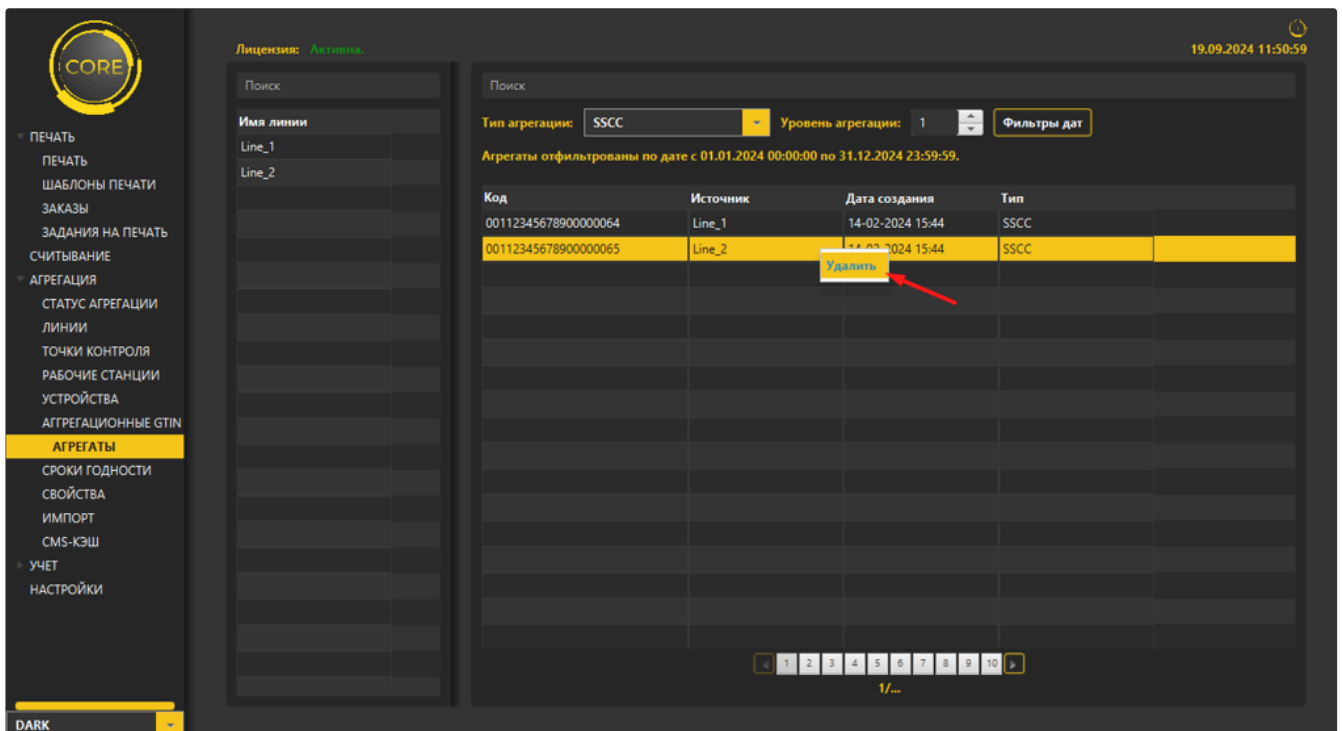 CORE
ПЕЧАТЬ
ПЕЧАТЬ
ШАБЛОНЫ ПЕЧАТИ
ЗАКАЗЫ
ЗАДАНИЯ НА ПЕЧАТЬ
СЧИТЫВАНИЕ
АГРЕГАЦИЯ
СТАТУС АГРЕГАЦИИ
ЛИНИИ
ТОЧКИ КОНТРОЛЯ
РАБОЧИЕ СТАНЦИИ
УСТРОЙСТВА
АГГРЕГАЦИОННЫЕ GTIN
АГРЕГАТЫ
СРОКИ ГОДНОСТИ
СВОЙСТВА
ИМПОРТ
CMS-КЭШ
УЧЕТ
НАСТРОЙКИ
DARK
Лицензия: Активна.
19.09.2024 11:50:59
Поиск
Имя линии
Line_1
Line_2
Поиск
Тип агрегации: SSCC Уровень агрегации: 1 Фильтры дат
Агрегаты отфильтрованы по дате с 01.01.2024 00:00:00 по 31.12.2024 23:59:59.
Код Источник Дата создания Тип
00112345678900000064 Line_1 14-02-2024 15:44 SSCC
00112345678900000065 Line_2 14-02-2024 15:44 SSCC
Удалить
1 2 3 4 5 6 7 8 9 10
1/...